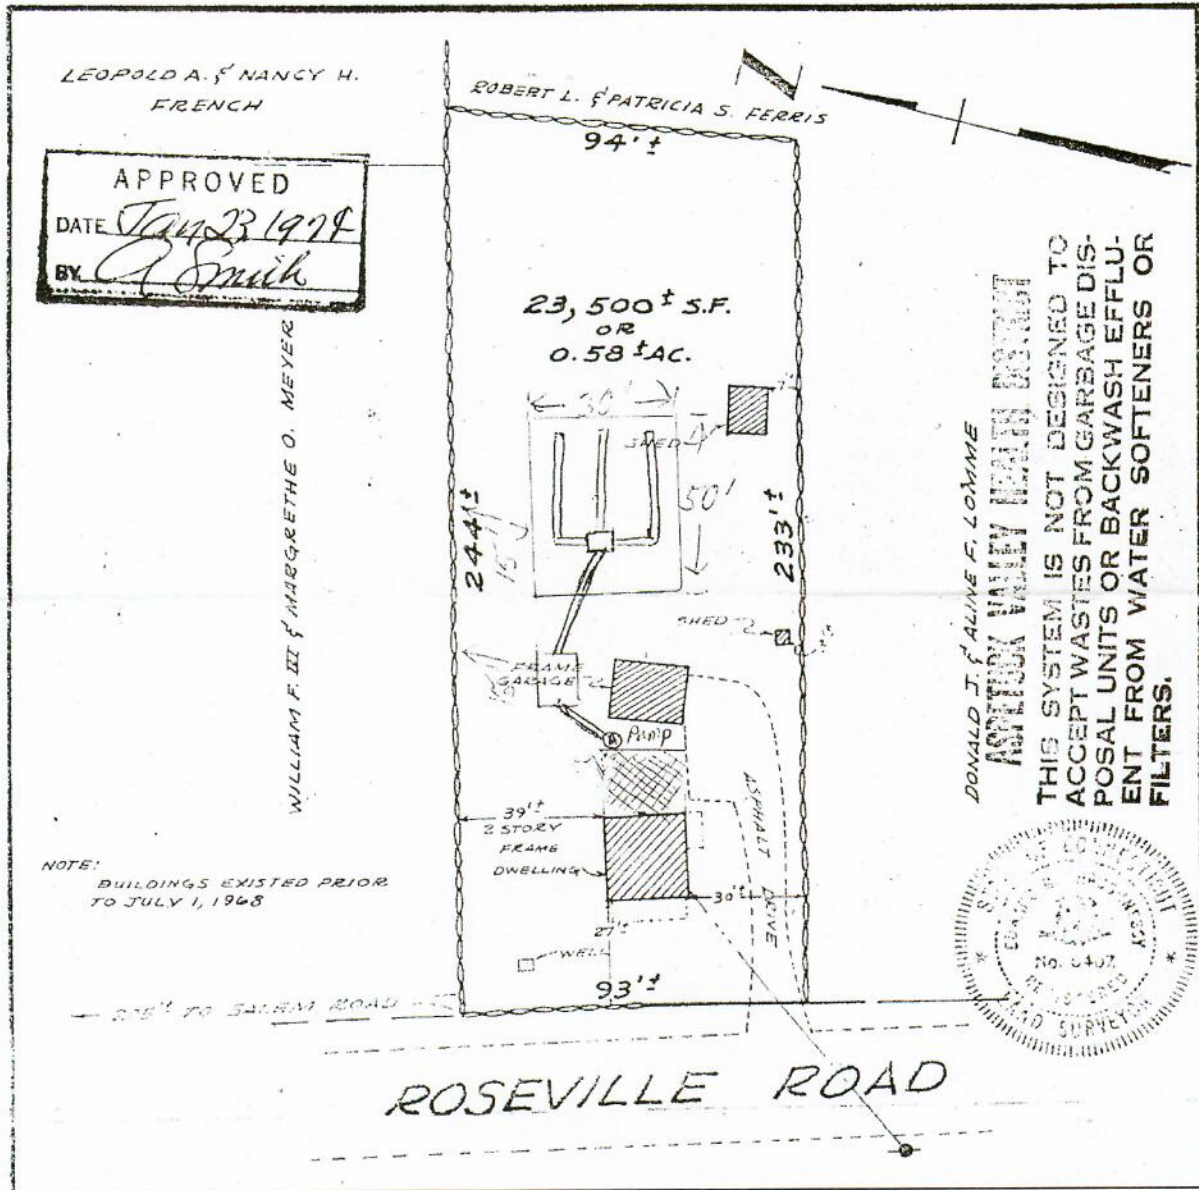 LEOPOLD A. & NANCY H.
FRENCH
ROBERT L. & PATRICIA S. FERRIS
94'±
N
APPROVED
DATE Jan 23 1974
BY A Smith
23,500± S.F.
OR
0.58± AC.
30'
SHED
50'
244'±
15'
233'±
WILLIAM F. III & MARGRETHE O. MEYER
SHED
FRAME
GARAGE
A Pump
39'±
2 STORY
FRAME
DWELLING
30'±
27'±
ASPHALT DRIVE
WELL
93'±
NOTE:
BUILDINGS EXISTED PRIOR
TO JULY 1, 1968
TO SALEM ROAD
ROSEVILLE ROAD
DONALD J. & ALINE F. LOMME
ASPETUCK VALLEY HEALTH DISTRICT
THIS SYSTEM IS NOT DESIGNED TO
ACCEPT WASTES FROM GARBAGE DIS-
POSAL UNITS OR BACKWASH EFFLU-
ENT FROM WATER SOFTENERS OR
FILTERS.
STATE OF CONNECTICUT
REGISTERED
LAND SURVEYOR